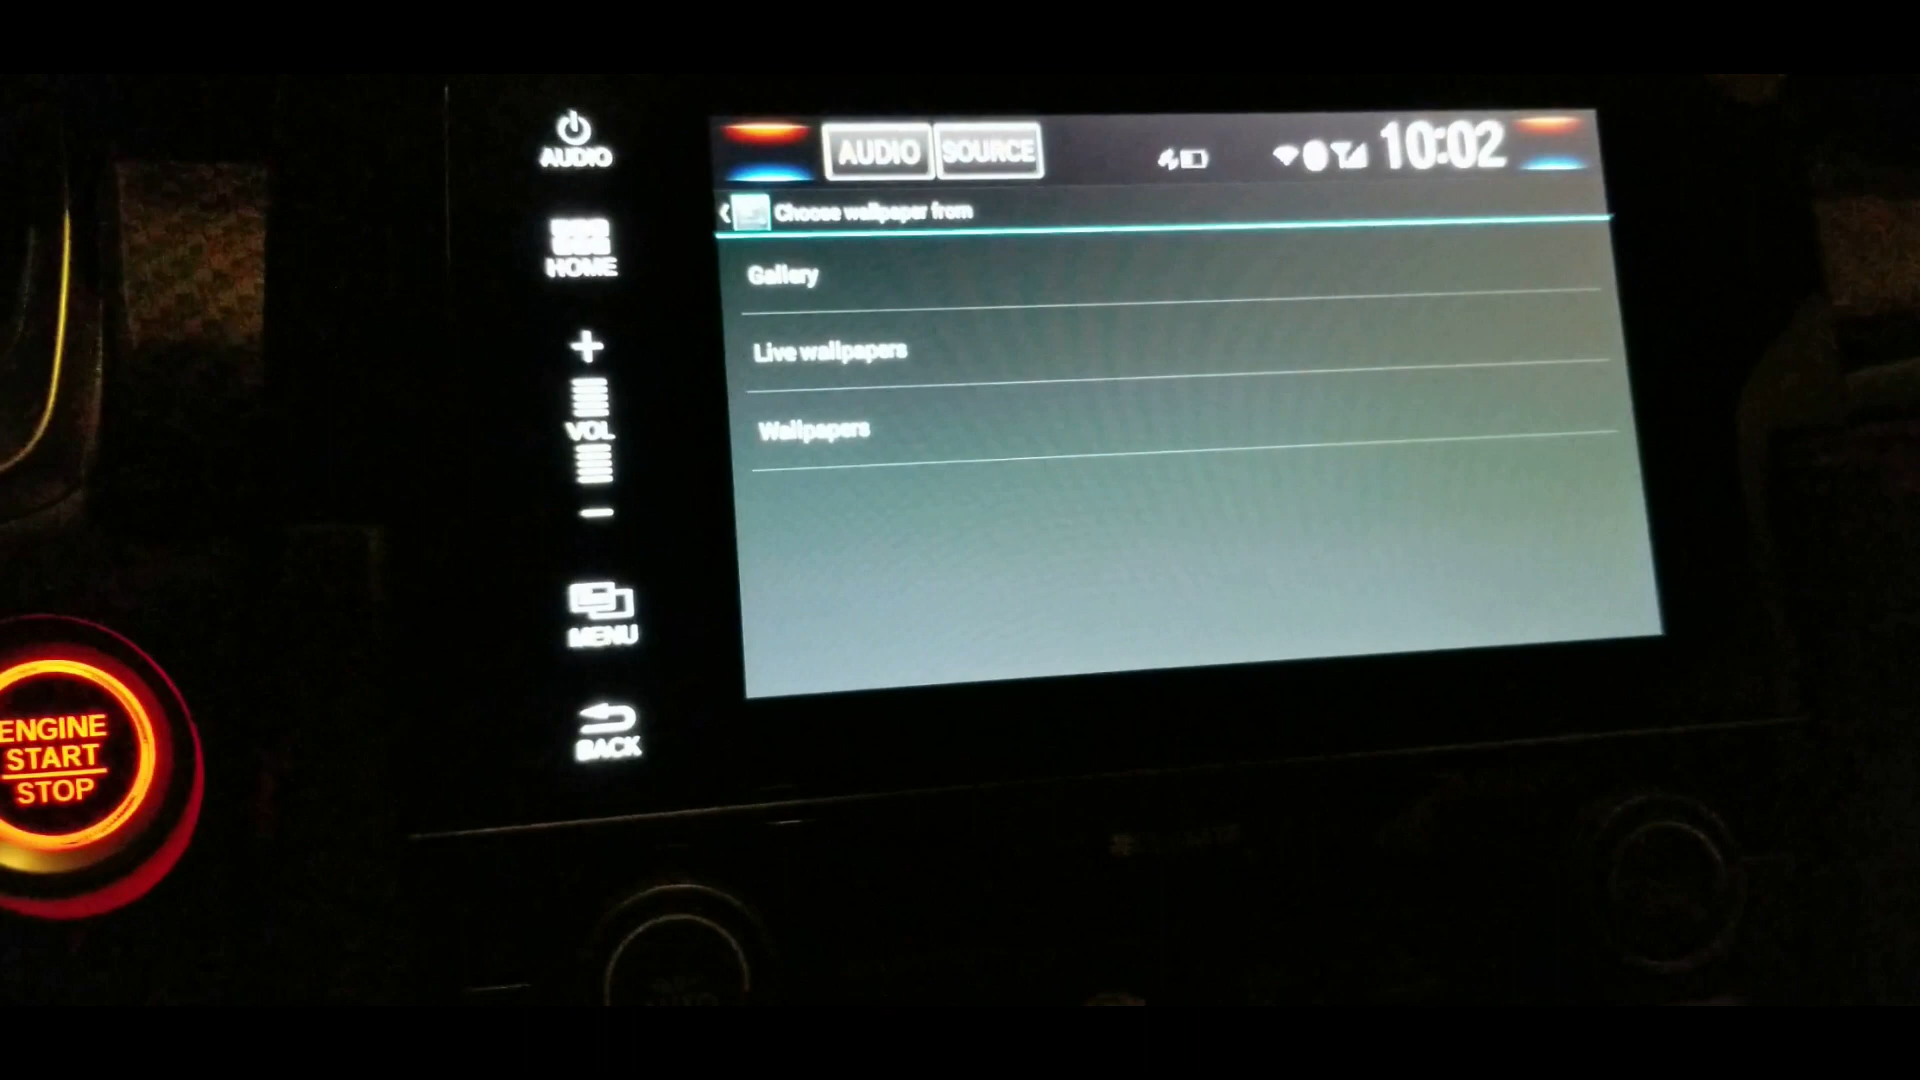 AUDIO
HOME
VOL
MENU
BACK
AUDIO SOURCE 10:02
Choose wallpaper from
Gallery
Live wallpapers
Wallpapers
ENGINE
START
STOP
AUTO